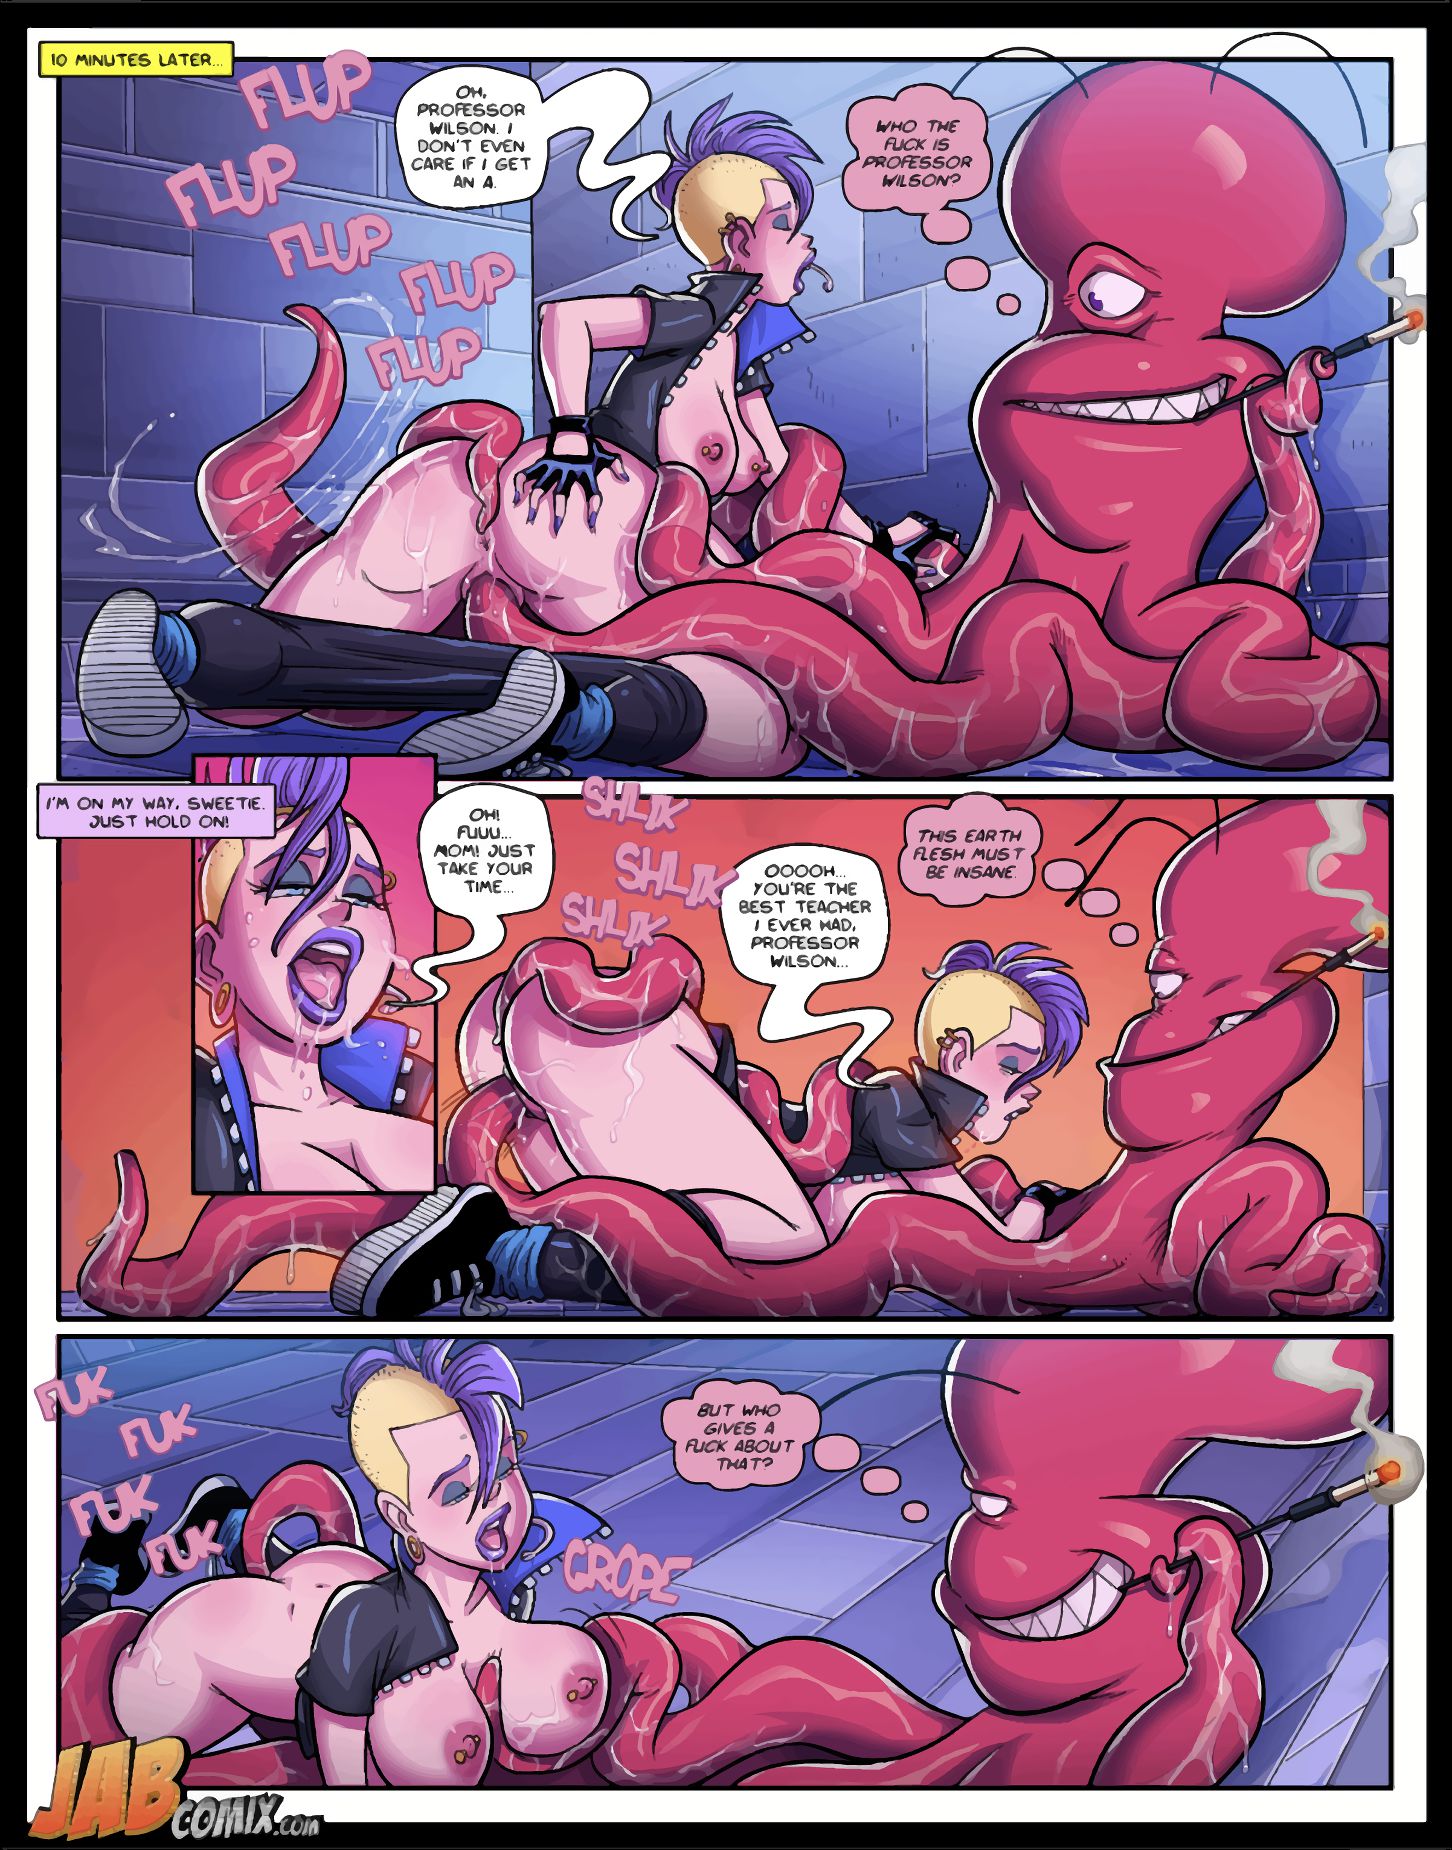 10 MINUTES LATER...
FLUP
FLUP
FLUP
FLUP
FLUP
OH,
PROFESSOR
WILSON. I
DON'T EVEN
CARE IF I GET
AN A.
WHO THE
FUCK IS
PROFESSOR
WILSON?
I'M ON MY WAY, SWEETIE.
JUST HOLD ON!
OH!
FUUU...
MOM! JUST
TAKE YOUR
TIME...
SHLIK
SHLIK
SHLIK
OOOOH...
YOU'RE THE
BEST TEACHER
I EVER HAD,
PROFESSOR
WILSON...
THIS EARTH
FLESH MUST
BE INSANE.
FUK
FUK
FUK
FUK
GROPE
BUT WHO
GIVES A
FUCK ABOUT
THAT?
JAB
COMIX.com